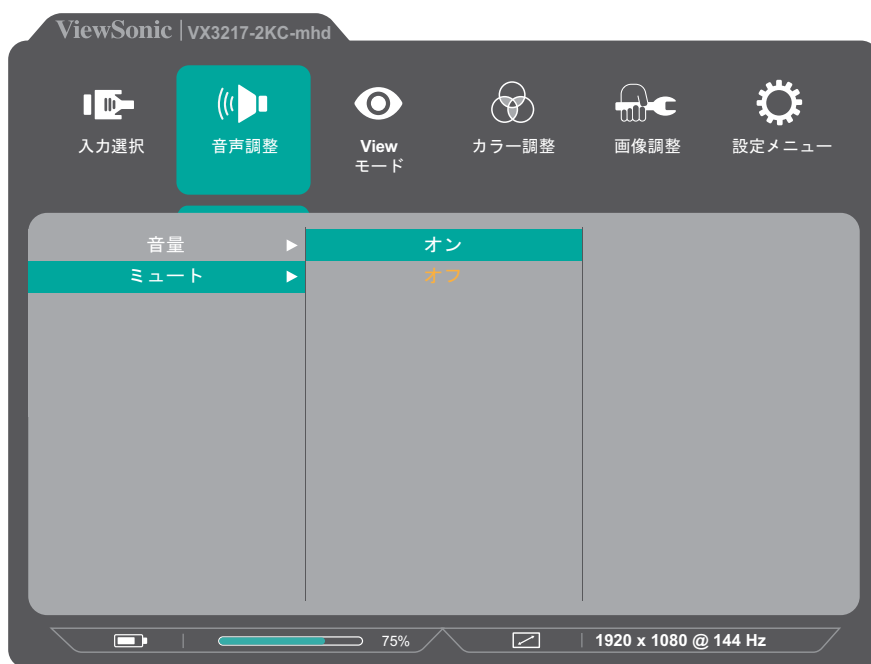 ViewSonic | VX3217-2KC-mhd
入力選択
音声調整
View
モード
カラー調整
画像調整
設定メニュー
音量
オン
ミュート
オフ
75%
1920 x 1080 @ 144 Hz